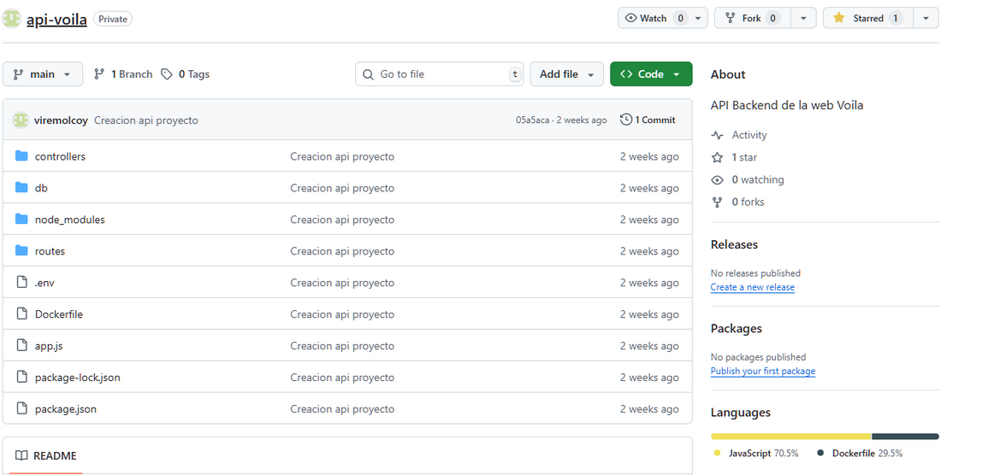 api-voila Private Watch 0 Fork 0 Starred 1
main 1 Branch 0 Tags Go to file t Add file Code
viremolcoy Creacion api proyecto 05a5aca · 2 weeks ago 1 Commit
controllers Creacion api proyecto 2 weeks ago
db Creacion api proyecto 2 weeks ago
node_modules Creacion api proyecto 2 weeks ago
routes Creacion api proyecto 2 weeks ago
.env Creacion api proyecto 2 weeks ago
Dockerfile Creacion api proyecto 2 weeks ago
app.js Creacion api proyecto 2 weeks ago
package-lock.json Creacion api proyecto 2 weeks ago
package.json Creacion api proyecto 2 weeks ago
README
About
API Backend de la web Voila
Activity
1 star
0 watching
0 forks
Releases
No releases published
Create a new release
Packages
No packages published
Publish your first package
Languages
JavaScript 70.5% Dockerfile 29.5%